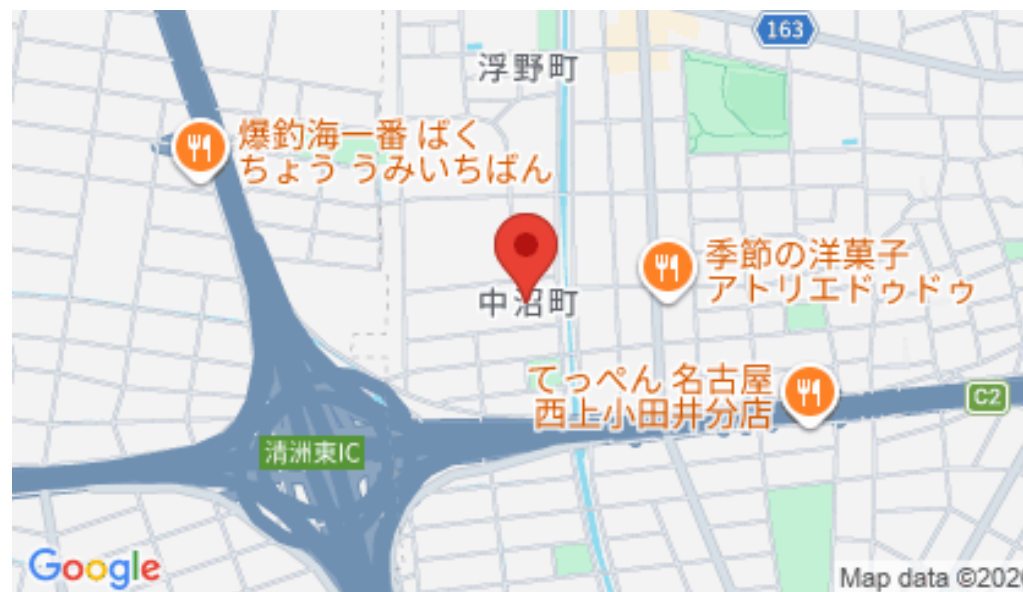 163
浮野町
爆釣海一番 ばく
ちょう うみいちばん
季節の洋菓子
アトリエドゥドゥ
中沼町
てっぺん 名古屋
西上小田井分店
C2
清洲東IC
Google
Map data ©202